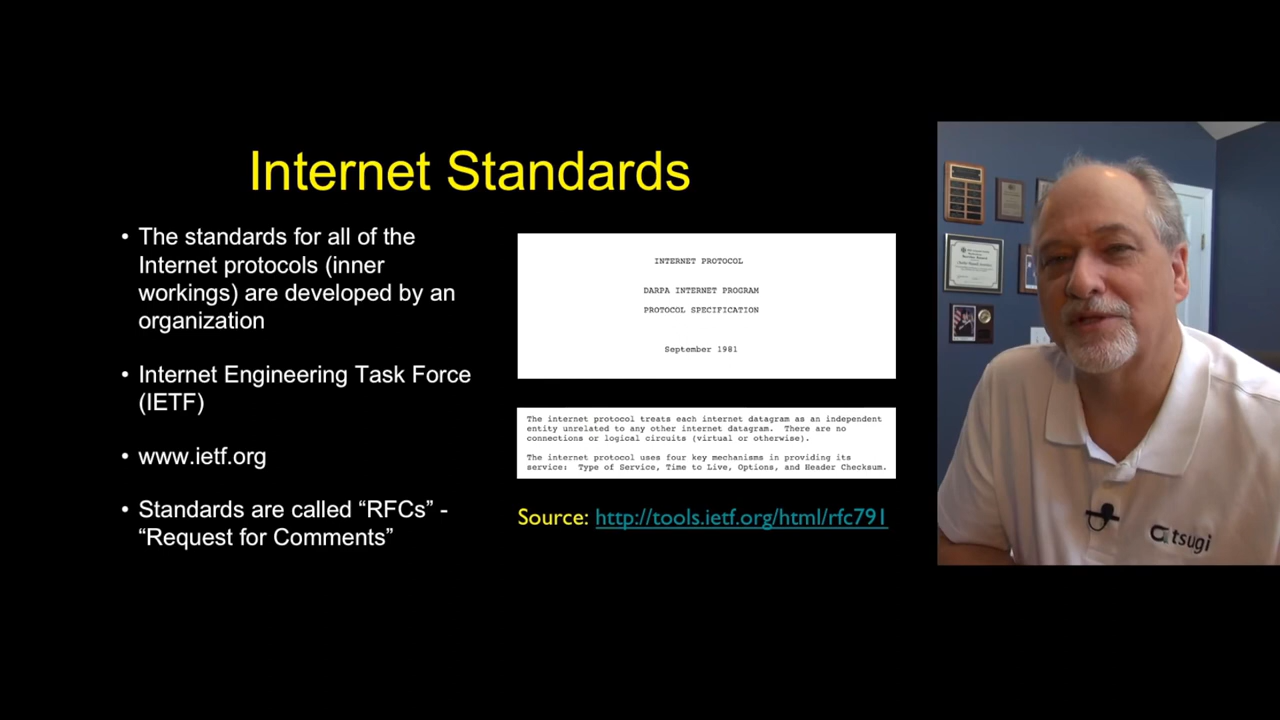 Internet Standards
• The standards for all of the
Internet protocols (inner
workings) are developed by an
organization
• Internet Engineering Task Force
(IETF)
• www.ietf.org
• Standards are called “RFCs” -
“Request for Comments”
INTERNET PROTOCOL
DARPA INTERNET PROGRAM
PROTOCOL SPECIFICATION
September 1981
The internet protocol treats each internet datagram as an independent
entity unrelated to any other internet datagram. There are no
connections or logical circuits (virtual or otherwise).
The internet protocol uses four key mechanisms in providing its
service: Type of Service, Time to Live, Options, and Header Checksum.
Source: http://tools.ietf.org/html/rfc791
tsugi